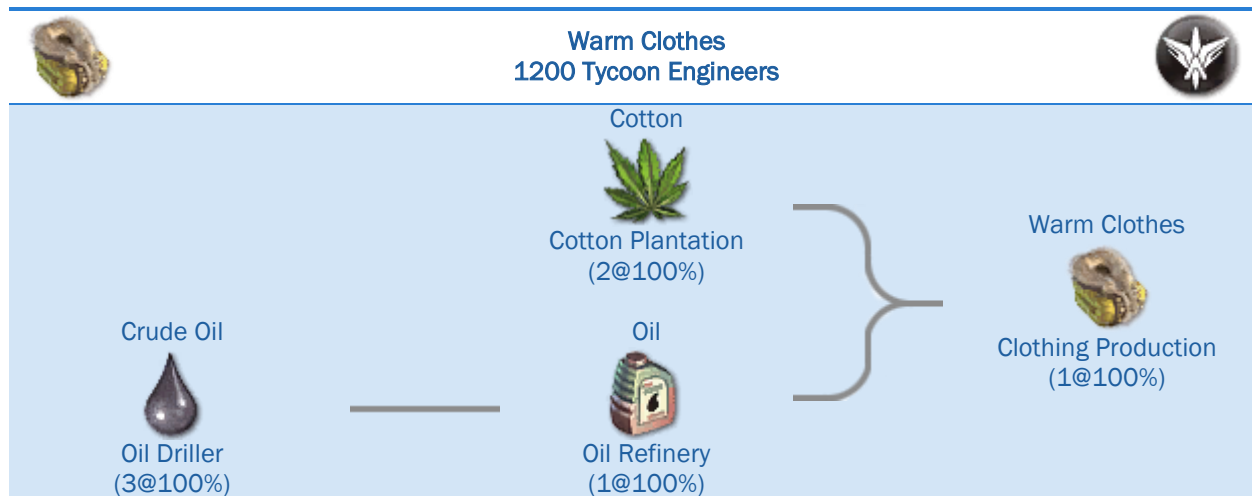 Warm Clothes
1200 Tycoon Engineers
Cotton
Cotton Plantation
(2@100%)
Warm Clothes
Clothing Production
(1@100%)
Crude Oil
Oil Driller
(3@100%)
Oil
Oil Refinery
(1@100%)